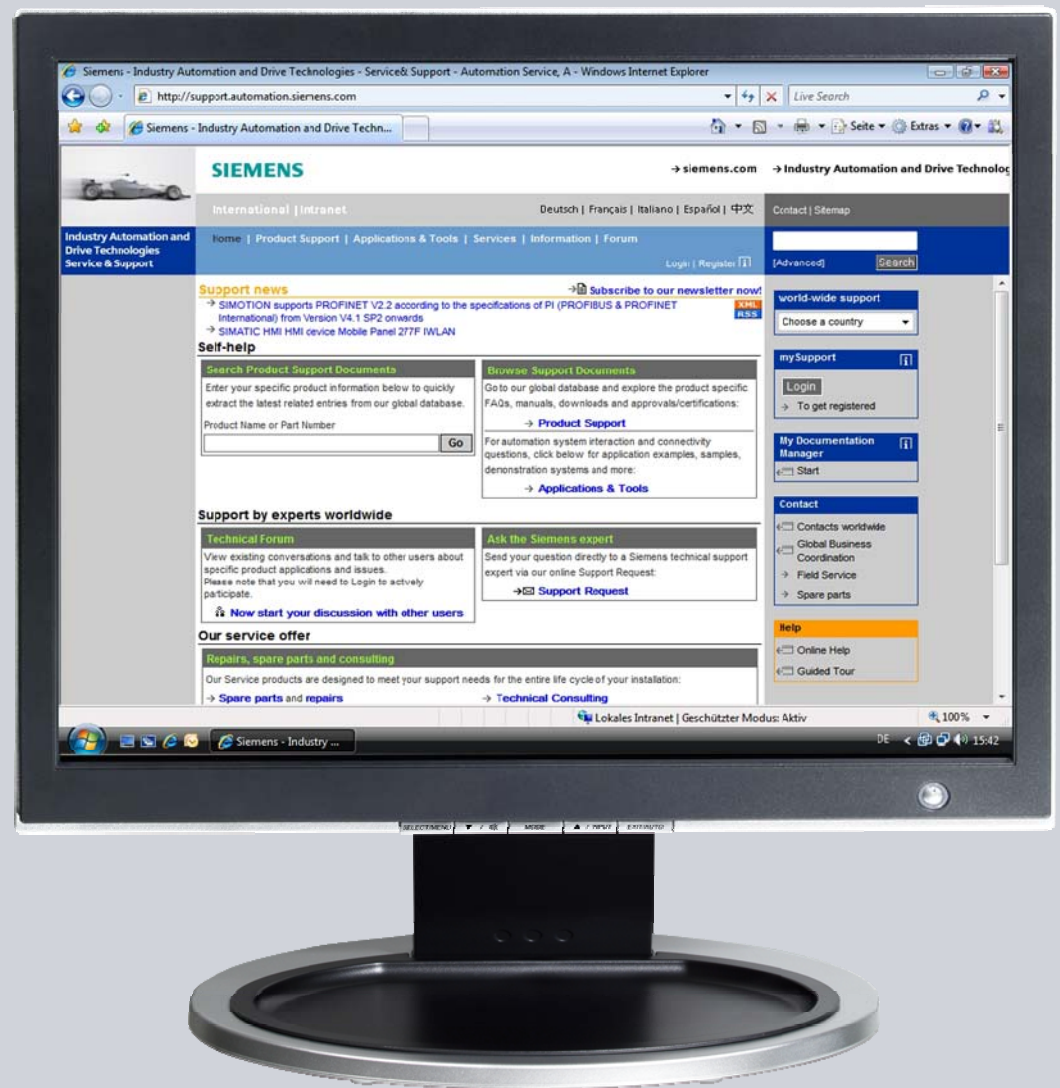 Siemens - Industry Automation and Drive Technologies - Service& Support - Automation Service, A - Windows Internet Explorer
http://support.automation.siemens.com
Live Search
Siemens - Industry Automation and Drive Techn...
Seite
Extras
SIEMENS
→ siemens.com
→ Industry Automation and Drive Technolog
International | Intranet
Deutsch | Français | Italiano | Español | 中文
Contact | Sitemap
Industry Automation and
Drive Technologies
Service & Support
Home | Product Support | Applications & Tools | Services | Information | Forum
Login | Register
[Advanced]
Search
Support news
→ Subscribe to our newsletter now!
→ SIMOTION supports PROFINET V2.2 according to the specifications of PI (PROFIBUS & PROFINET
International) from Version V4.1 SP2 onwards
XML
RSS
→ SIMATIC HMI HMI device Mobile Panel 277F IWLAN
Self-help
Search Product Support Documents
Enter your specific product information below to quickly
extract the latest related entries from our global database.
Product Name or Part Number
Go
Browse Support Documents
Go to our global database and explore the product specific
FAQs, manuals, downloads and approvals/certifications:
→ Product Support
For automation system interaction and connectivity
questions, click below for application examples, samples,
demonstration systems and more:
→ Applications & Tools
Support by experts worldwide
Technical Forum
View existing conversations and talk to other users about
specific product applications and issues.
Please note that you will need to Login to actively
participate.
Now start your discussion with other users
Ask the Siemens expert
Send your question directly to a Siemens technical support
expert via our online Support Request:
→ Support Request
Our service offer
Repairs, spare parts and consulting
Our Service products are designed to meet your support needs for the entire life cycle of your installation:
→ Spare parts and repairs
→ Technical Consulting
world-wide support
Choose a country
mySupport
Login
→ To get registered
My Documentation
Manager
Start
Contact
Contacts worldwide
Global Business
Coordination
→ Field Service
→ Spare parts
Help
Online Help
Guided Tour
Lokales Intranet | Geschützter Modus: Aktiv
100%
Siemens - Industry ...
DE
15:42
SELECT/MENU
MODE
/ INPUT
EXIT/AUTO